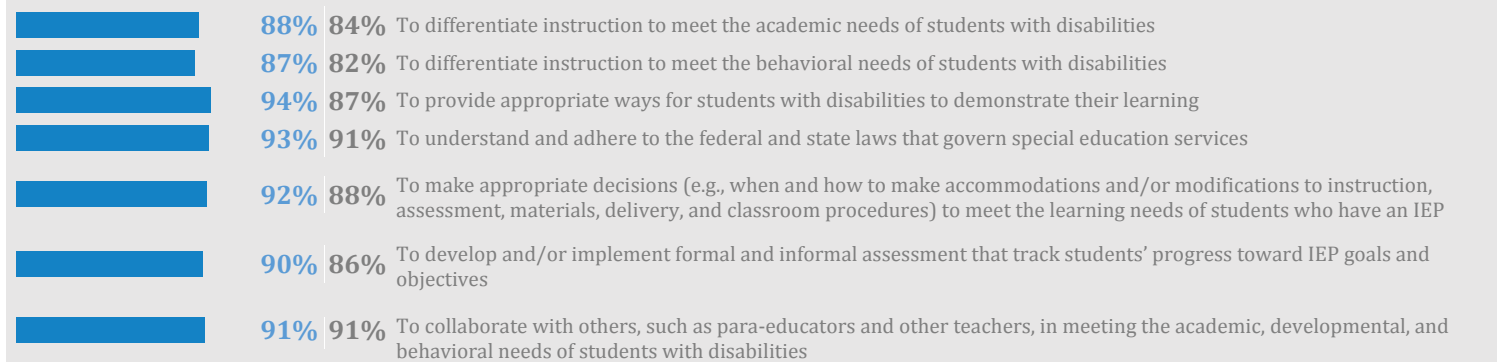 88% 84% To differentiate instruction to meet the academic needs of students with disabilities
87% 82% To differentiate instruction to meet the behavioral needs of students with disabilities
94% 87% To provide appropriate ways for students with disabilities to demonstrate their learning
93% 91% To understand and adhere to the federal and state laws that govern special education services
92% 88% To make appropriate decisions (e.g., when and how to make accommodations and/or modifications to instruction,
assessment, materials, delivery, and classroom procedures) to meet the learning needs of students who have an IEP
90% 86% To develop and/or implement formal and informal assessment that track students’ progress toward IEP goals and
objectives
91% 91% To collaborate with others, such as para-educators and other teachers, in meeting the academic, developmental, and
behavioral needs of students with disabilities